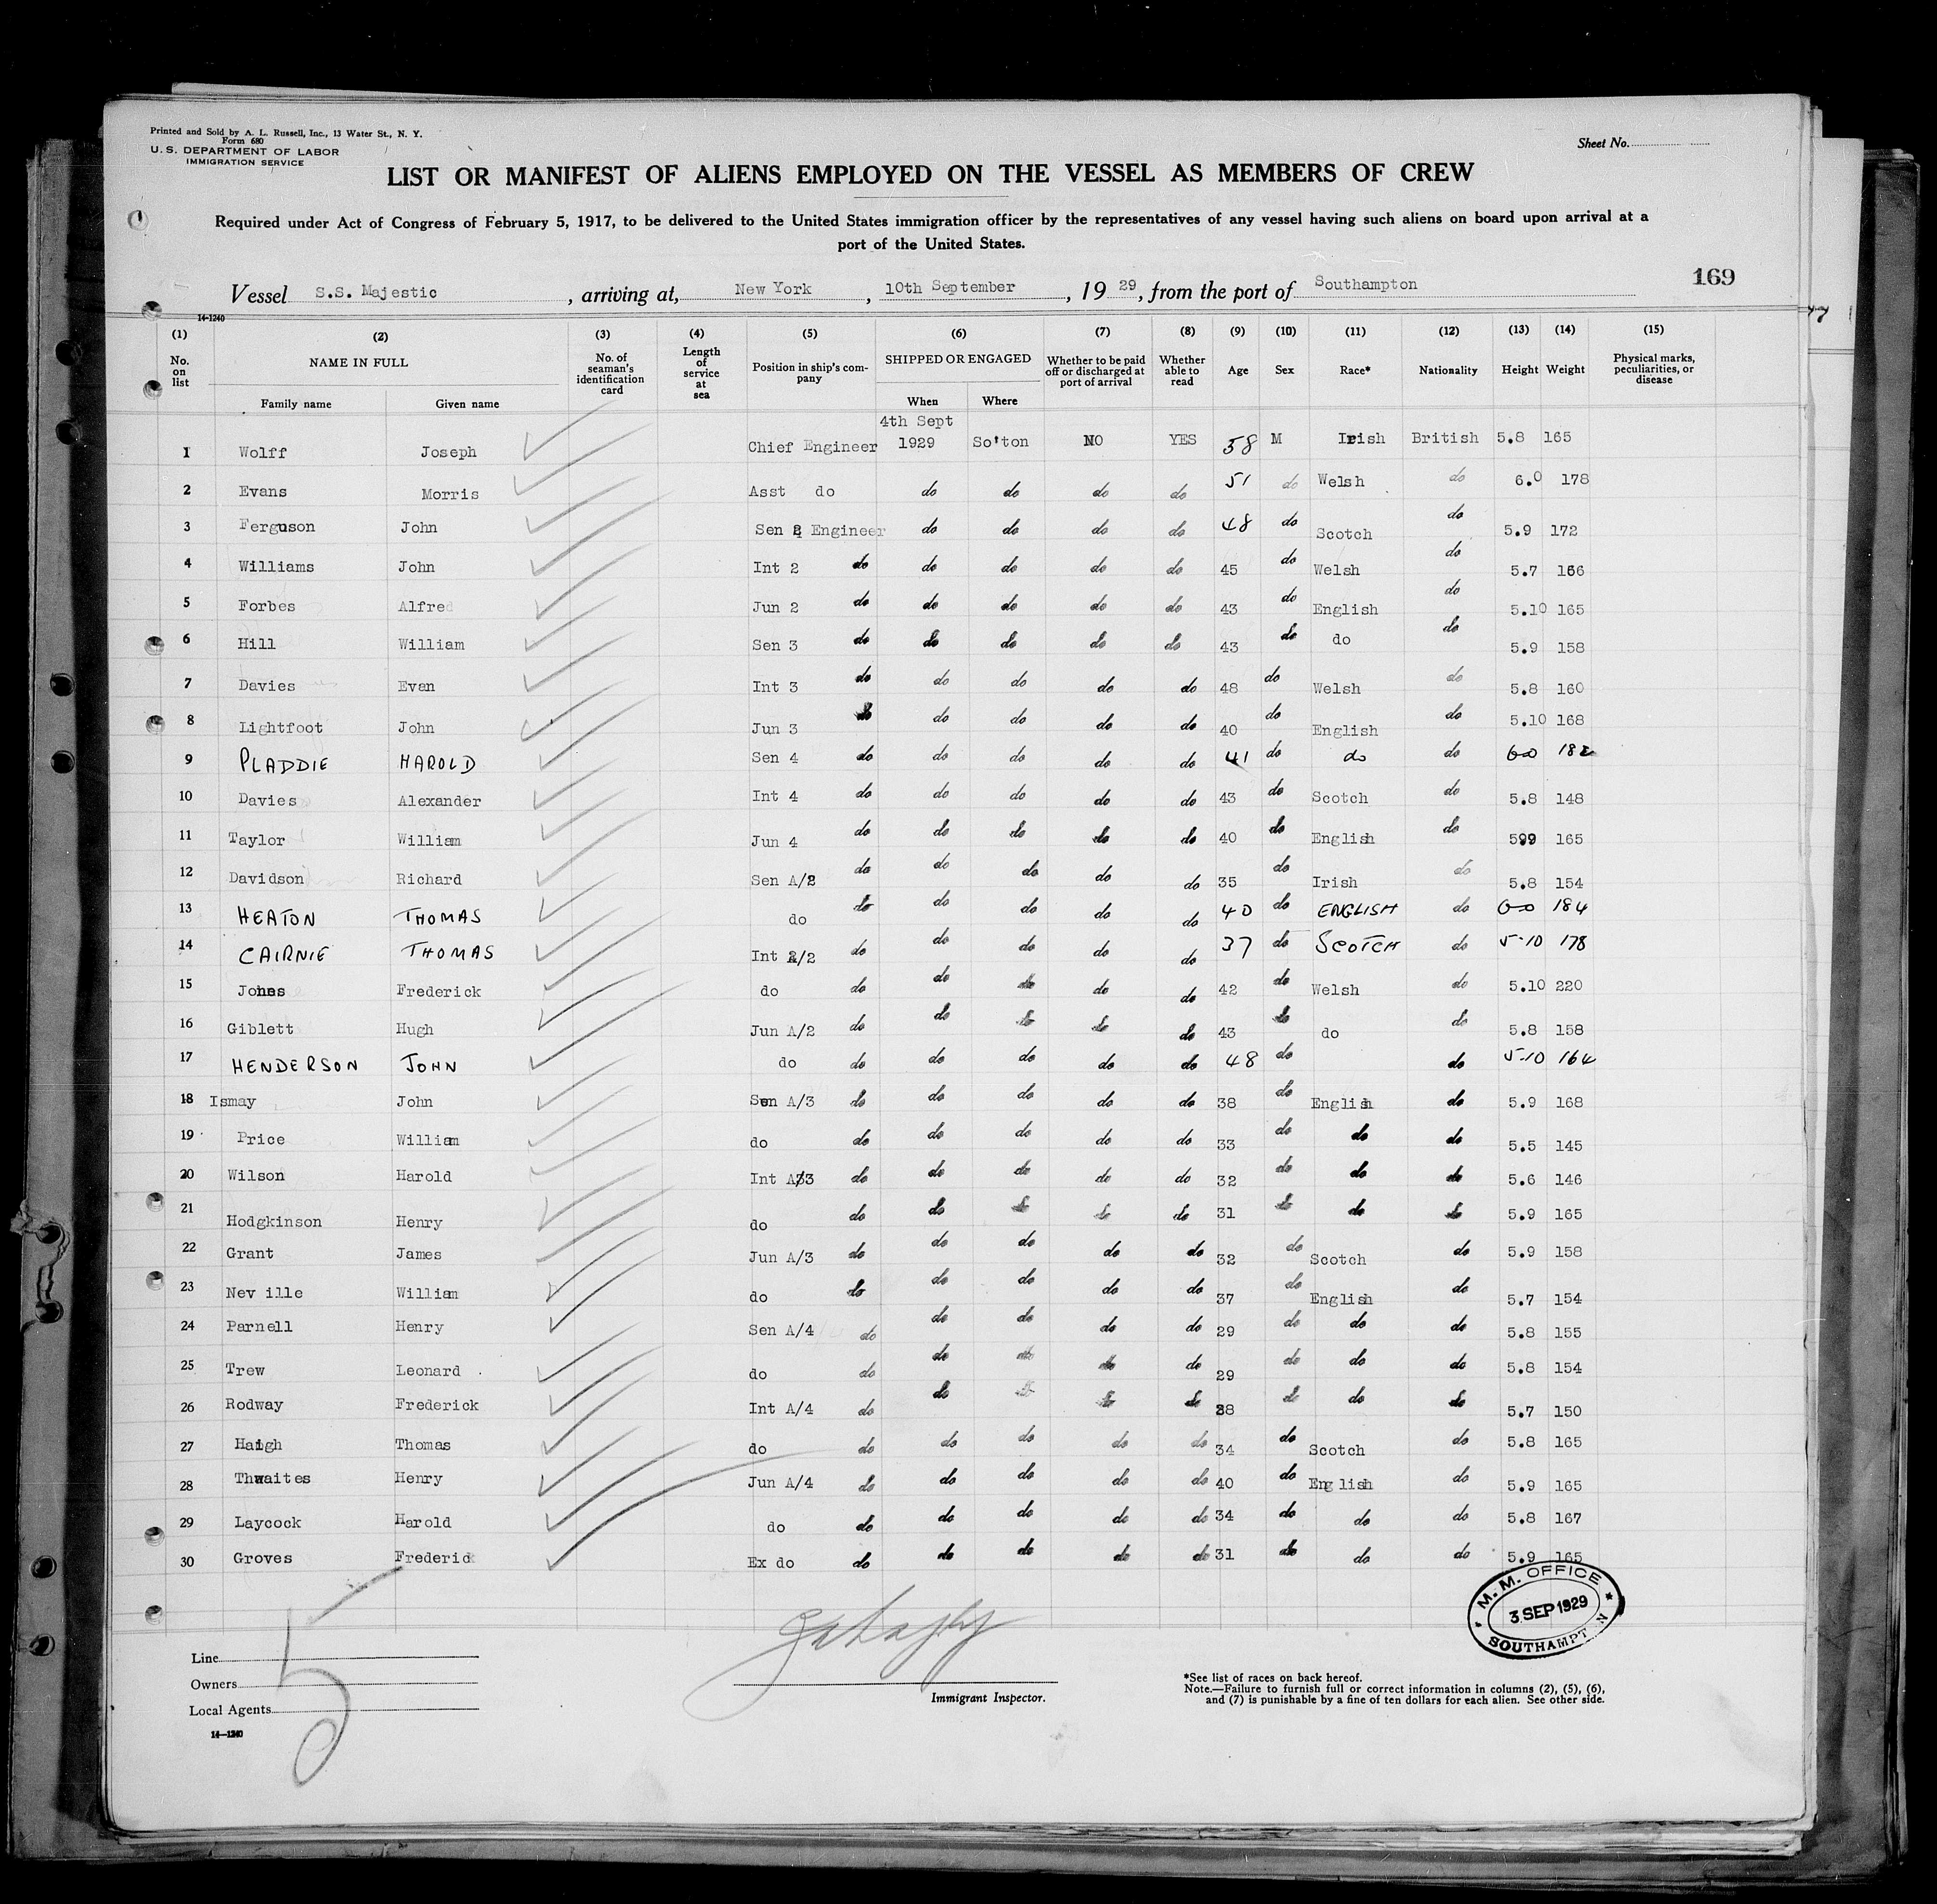 Printed and Sold by A. L. Russell, Inc., 13 Water St., N. Y.
Form 680
U. S. DEPARTMENT OF LABOR
IMMIGRATION SERVICE
Sheet No.
LIST OR MANIFEST OF ALIENS EMPLOYED ON THE VESSEL AS MEMBERS OF CREW
Required under Act of Congress of February 5, 1917, to be delivered to the United States immigration officer by the representatives of any vessel having such aliens on board upon arrival at a
port of the United States.
169
Vessel S.S. Majestic, arriving at, New York, 10th September, 1929, from the port of Southampton
14-1240
(1) (2) (3) (4) (5) (6) (7) (8) (9) (10) (11) (12) (13) (14) (15)
No. on list NAME IN FULL No. of seaman's identification card Length of service at sea Position in ship's company SHIPPED OR ENGAGED Whether to be paid off or discharged at port of arrival Whether able to read Age Sex Race* Nationality Height Weight Physical marks, peculiarities, or disease
Family name Given name When Where
4th Sept
1 Wolff Joseph Chief Engineer 1929 So'ton NO YES 58 M Irish British 5.8 165
2 Evans Morris Asst do do do do do 51 do Welsh do 6.0 178
3 Ferguson John Sen 2 Engineer do do do do 48 do Scotch do 5.9 172
4 Williams John Int 2 do do do do do 45 do Welsh do 5.7 166
5 Forbes Alfred Jun 2 do do do do do 43 do English do 5.10 165
6 Hill William Sen 3 do do do do do 43 do do do 5.9 158
7 Davies Evan Int 3 do do do do do 48 do Welsh do 5.8 160
8 Lightfoot John Jun 3 do do do do do 40 do English do 5.10 168
9 PLADDIE HAROLD Sen 4 do do do do do 41 do do do 6-0 182
10 Davies Alexander Int 4 do do do do do 43 do Scotch do 5.8 148
11 Taylor William Jun 4 do do do do do 40 do English do 599 165
12 Davidson Richard Sen A/2 do do do do do 35 do Irish do 5.8 154
13 HEATON THOMAS do do do do do do 40 do ENGLISH do 6-0 184
14 CAIRNIE THOMAS Int A/2 do do do do do 37 do SCOTCH do 5-10 178
15 Jones Frederick do do do do do do 42 do Welsh do 5.10 220
16 Giblett Hugh Jun A/2 do do do do do 43 do do do 5.8 158
17 HENDERSON JOHN do do do do do do 48 do do 5-10 164
18 Ismay John Sen A/3 do do do do do 38 do English do 5.9 168
19 Price William do do do do do do 33 do do do 5.5 145
20 Wilson Harold Int A/3 do do do do do 32 do do do 5.6 146
21 Hodgkinson Henry do do do do do do 31 do do do 5.9 165
22 Grant James Jun A/3 do do do do do 32 do Scotch do 5.9 158
23 Nev ille William do do do do do do 37 do English do 5.7 154
24 Parnell Henry Sen A/4 do do do do do 29 do do do 5.8 155
25 Trew Leonard do do do do do do 29 do do do 5.8 154
26 Rodway Frederick Int A/4 do do do do do 38 do do do 5.7 150
27 Haigh Thomas do do do do do do 34 do Scotch do 5.8 165
28 Thwaites Henry Jun A/4 do do do do do 40 do English do 5.9 165
29 Laycock Harold do do do do do do 34 do do do 5.8 167
30 Groves Frederick Ex do do do do do do 31 do do do 5.9 165
M. M. OFFICE
3 SEP 1929
SOUTHAMPTON
5
Line
Owners
Local Agents
14-1240
Immigrant Inspector.
*See list of races on back hereof.
Note.—Failure to furnish full or correct information in columns (2), (5), (6),
and (7) is punishable by a fine of ten dollars for each alien. See other side.